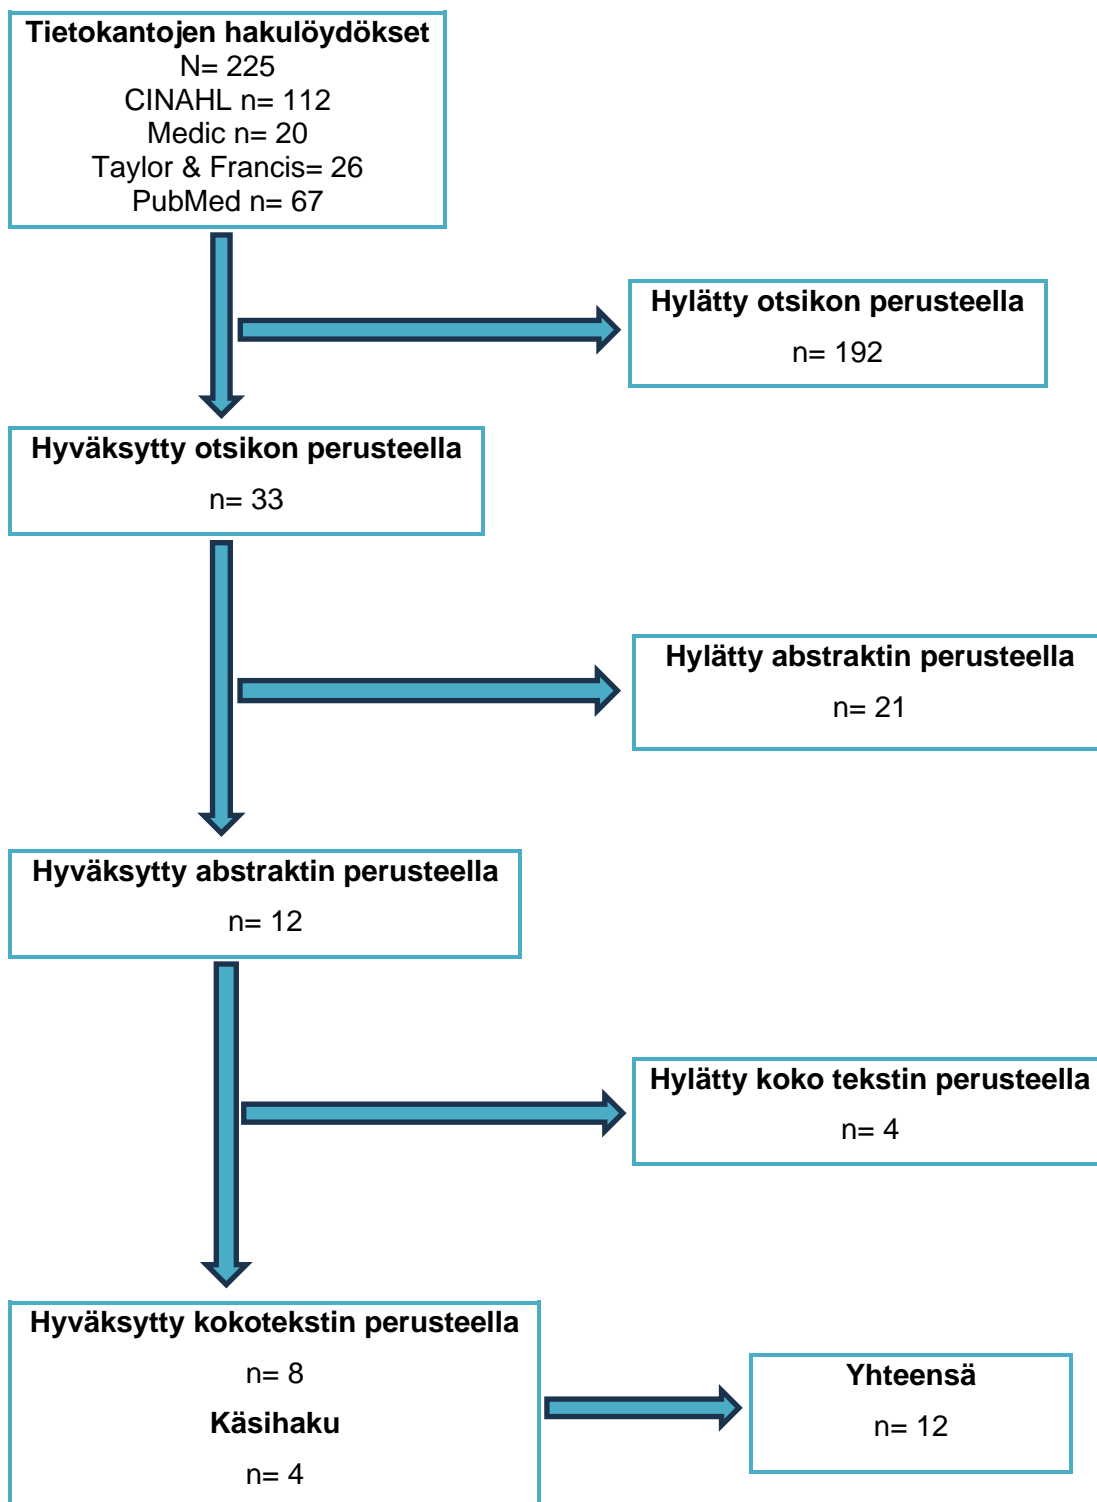 Tietokantojen hakulöydökset
N= 225
CINAHL n= 112
Medic n= 20
Taylor & Francis= 26
PubMed n= 67
Hylätty otsikon perusteella
n= 192
Hyväksytty otsikon perusteella
n= 33
Hylätty abstraktin perusteella
n= 21
Hyväksytty abstraktin perusteella
n= 12
Hylätty koko tekstin perusteella
n= 4
Hyväksytty kokotekstin perusteella
n= 8
Käsihaku
n= 4
Yhteensä
n= 12